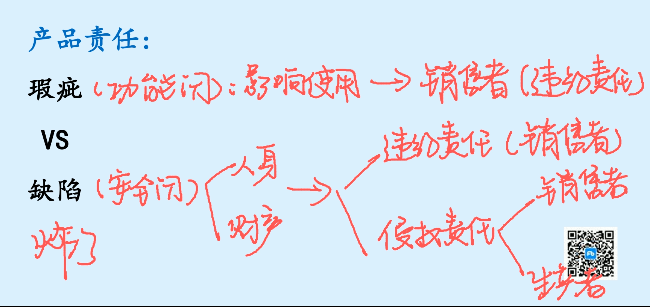 产品责任：
瑕疵（功能问）：影响使用 → 销售者（违约责任）
VS
违约责任（销售者）
缺陷（安全问） 人身 财产 → 侵权责任 销售者 生产者
炸了